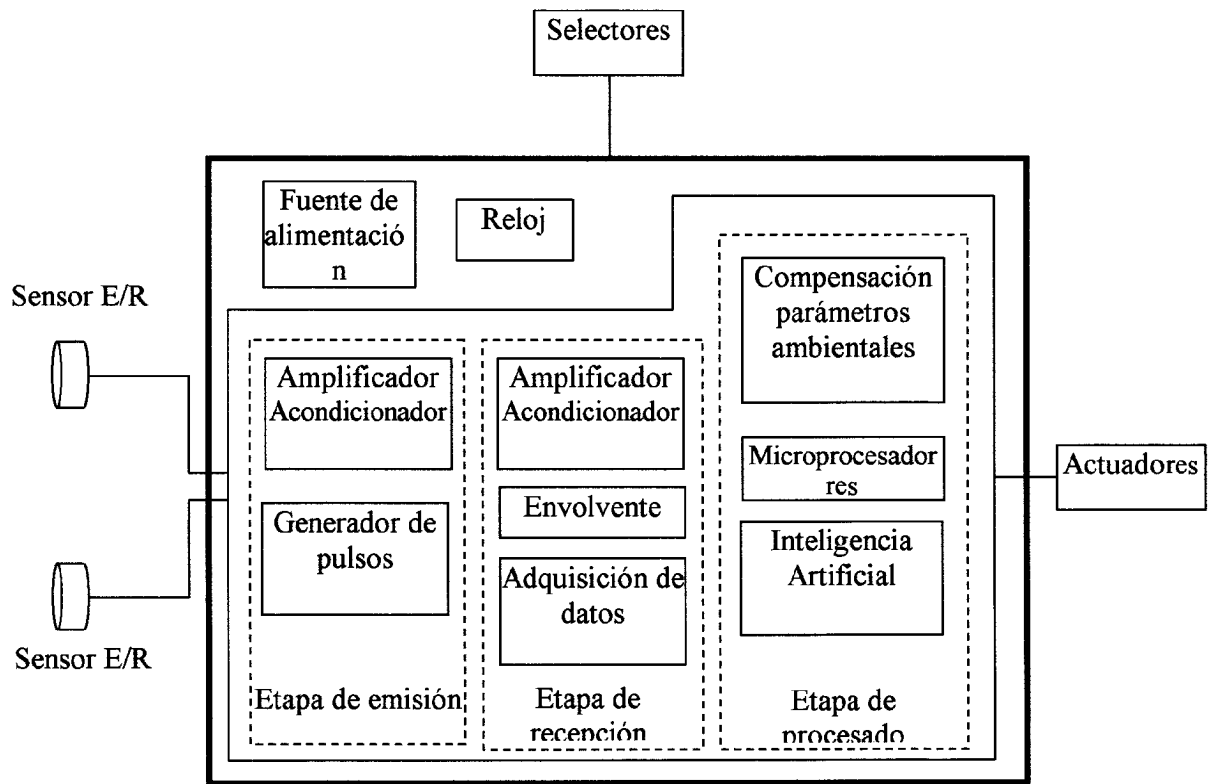 Selectores
Fuente de
alimentació
n
Reloj
Sensor E/R
Sensor E/R
Amplificador
Acondicionador
Generador de
pulsos
Etapa de emisión
Amplificador
Acondicionador
Envolvente
Adquisición de
datos
Etapa de
recepción
Compensación
parámetros
ambientales
Microprocesador
res
Inteligencia
Artificial
Etapa de
procesado
Actuadores